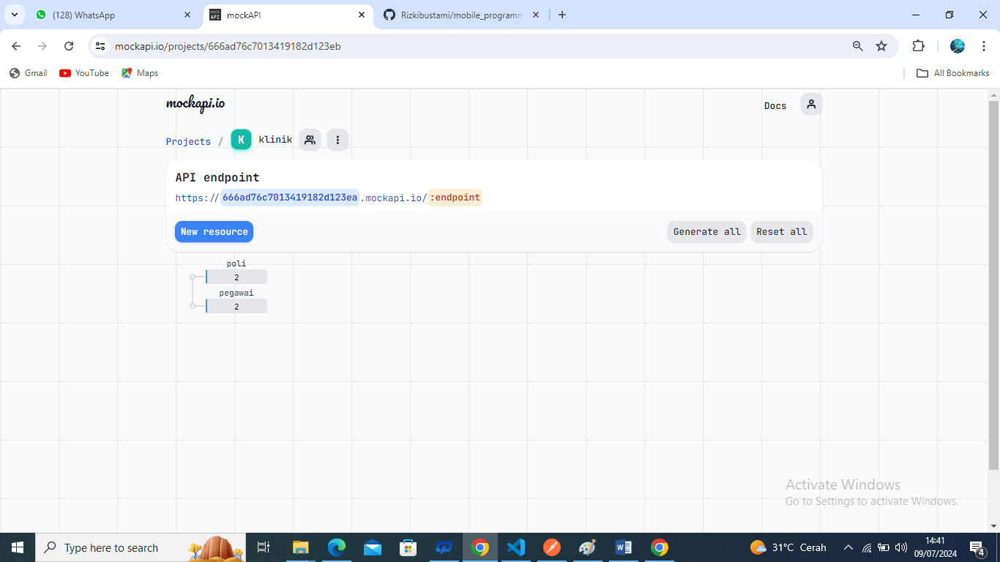 (128) WhatsApp
mockAPI
Rizkibustami/mobile_programm
mockapi.io/projects/666ad76c7013419182d123eb
Gmail
YouTube
Maps
All Bookmarks
mockapi.io
Docs
Projects / K klinik
API endpoint
https://666ad76c7013419182d123ea.mockapi.io/:endpoint
New resource
Generate all
Reset all
poli
2
pegawai
2
Activate Windows
Go to Settings to activate Windows.
Type here to search
31°C Cerah
14:41
09/07/2024
4